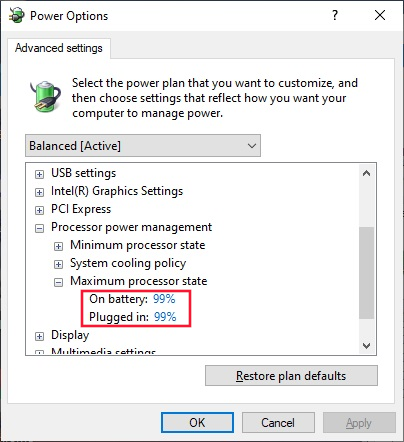 Power Options
Advanced settings
Select the power plan that you want to customize, and
then choose settings that reflect how you want your
computer to manage power.
Balanced [Active]
USB settings
Intel(R) Graphics Settings
PCI Express
Processor power management
Minimum processor state
System cooling policy
Maximum processor state
On battery: 99%
Plugged in: 99%
Display
Multimedia settings
Restore plan defaults
OK
Cancel
Apply